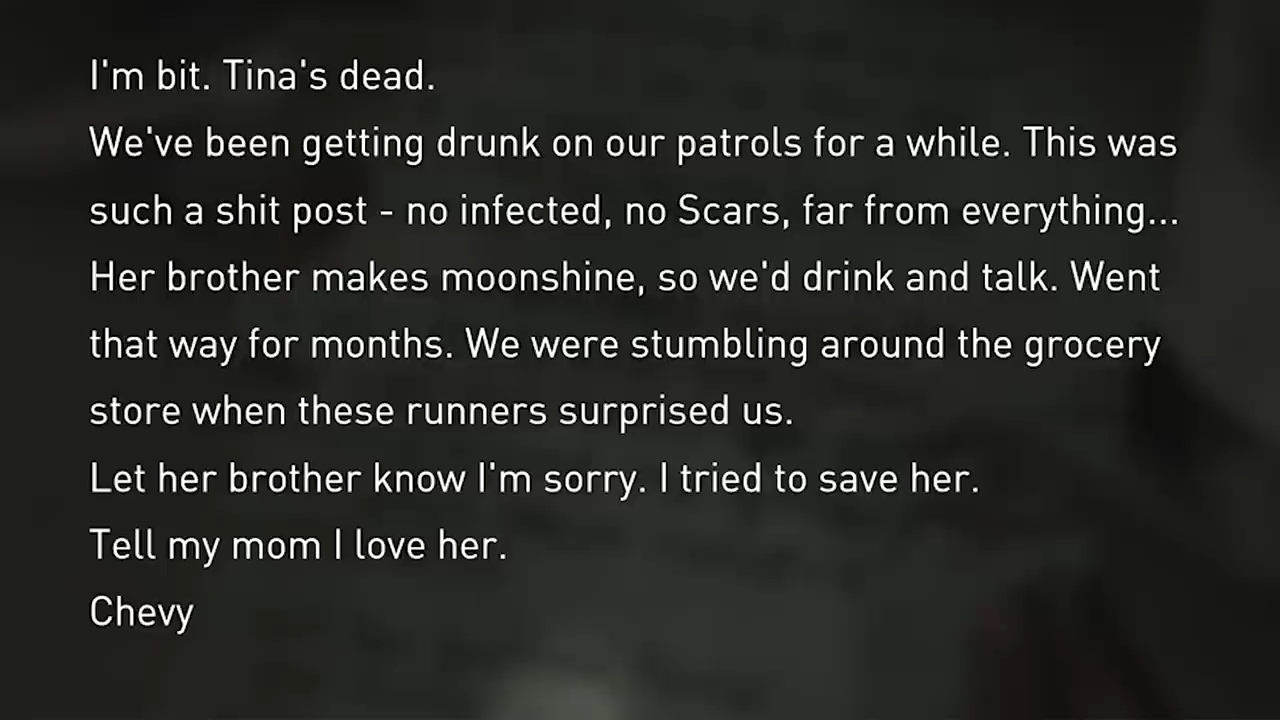 I'm bit. Tina's dead.
We've been getting drunk on our patrols for a while. This was
such a shit post - no infected, no Scars, far from everything...
Her brother makes moonshine, so we'd drink and talk. Went
that way for months. We were stumbling around the grocery
store when these runners surprised us.
Let her brother know I'm sorry. I tried to save her.
Tell my mom I love her.
Chevy